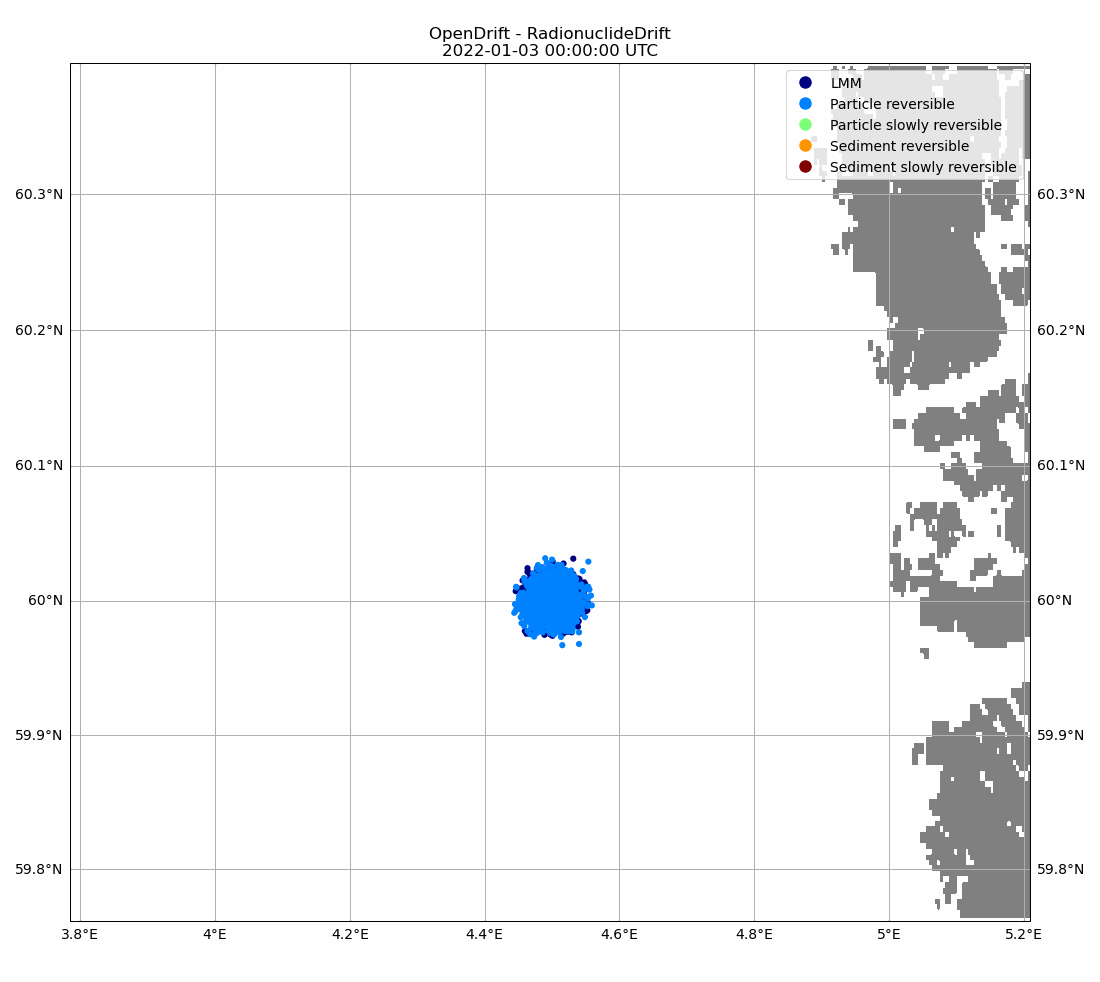 OpenDrift - RadionuclideDrift
2022-01-03 00:00:00 UTC
LMM
Particle reversible
Particle slowly reversible
Sediment reversible
Sediment slowly reversible
60.3°N 60.3°N
60.2°N 60.2°N
60.1°N 60.1°N
60°N 60°N
59.9°N 59.9°N
59.8°N 59.8°N
3.8°E 4°E 4.2°E 4.4°E 4.6°E 4.8°E 5°E 5.2°E